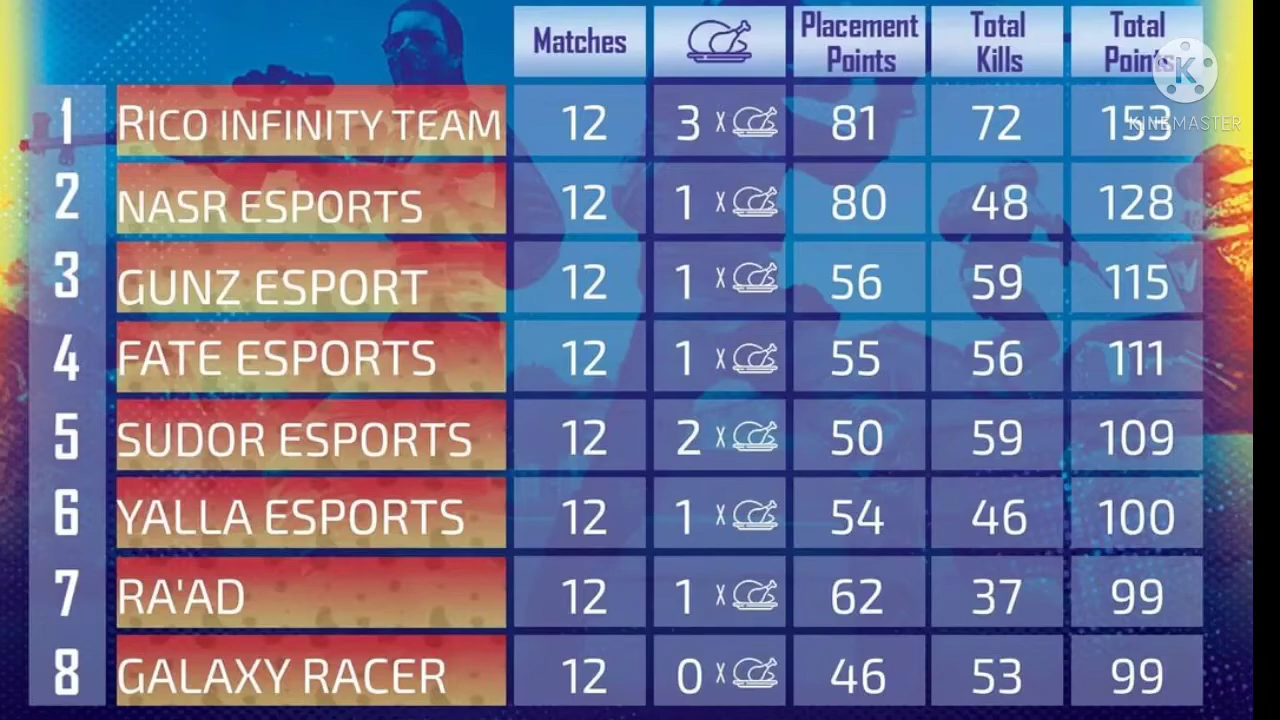 Matches Placement Points Total Kills Total Points
K
KINEMASTER
1 RICO INFINITY TEAM 12 3 X 81 72 153
2 NASR ESPORTS 12 1 X 80 48 128
3 GUNZ ESPORT 12 1 X 56 59 115
4 FATE ESPORTS 12 1 X 55 56 111
5 SUDOR ESPORTS 12 2 X 50 59 109
6 YALLA ESPORTS 12 1 X 54 46 100
7 RA'AD 12 1 X 62 37 99
8 GALAXY RACER 12 0 X 46 53 99